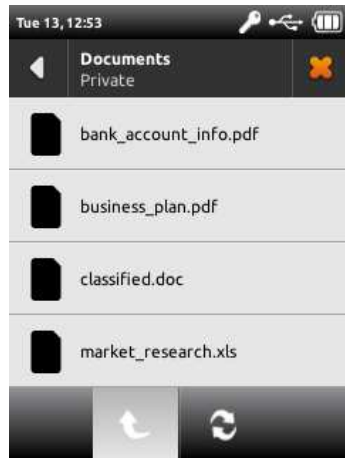 Tue 13, 12:53
Documents
Private
bank_account_info.pdf
business_plan.pdf
classified.doc
market_research.xls